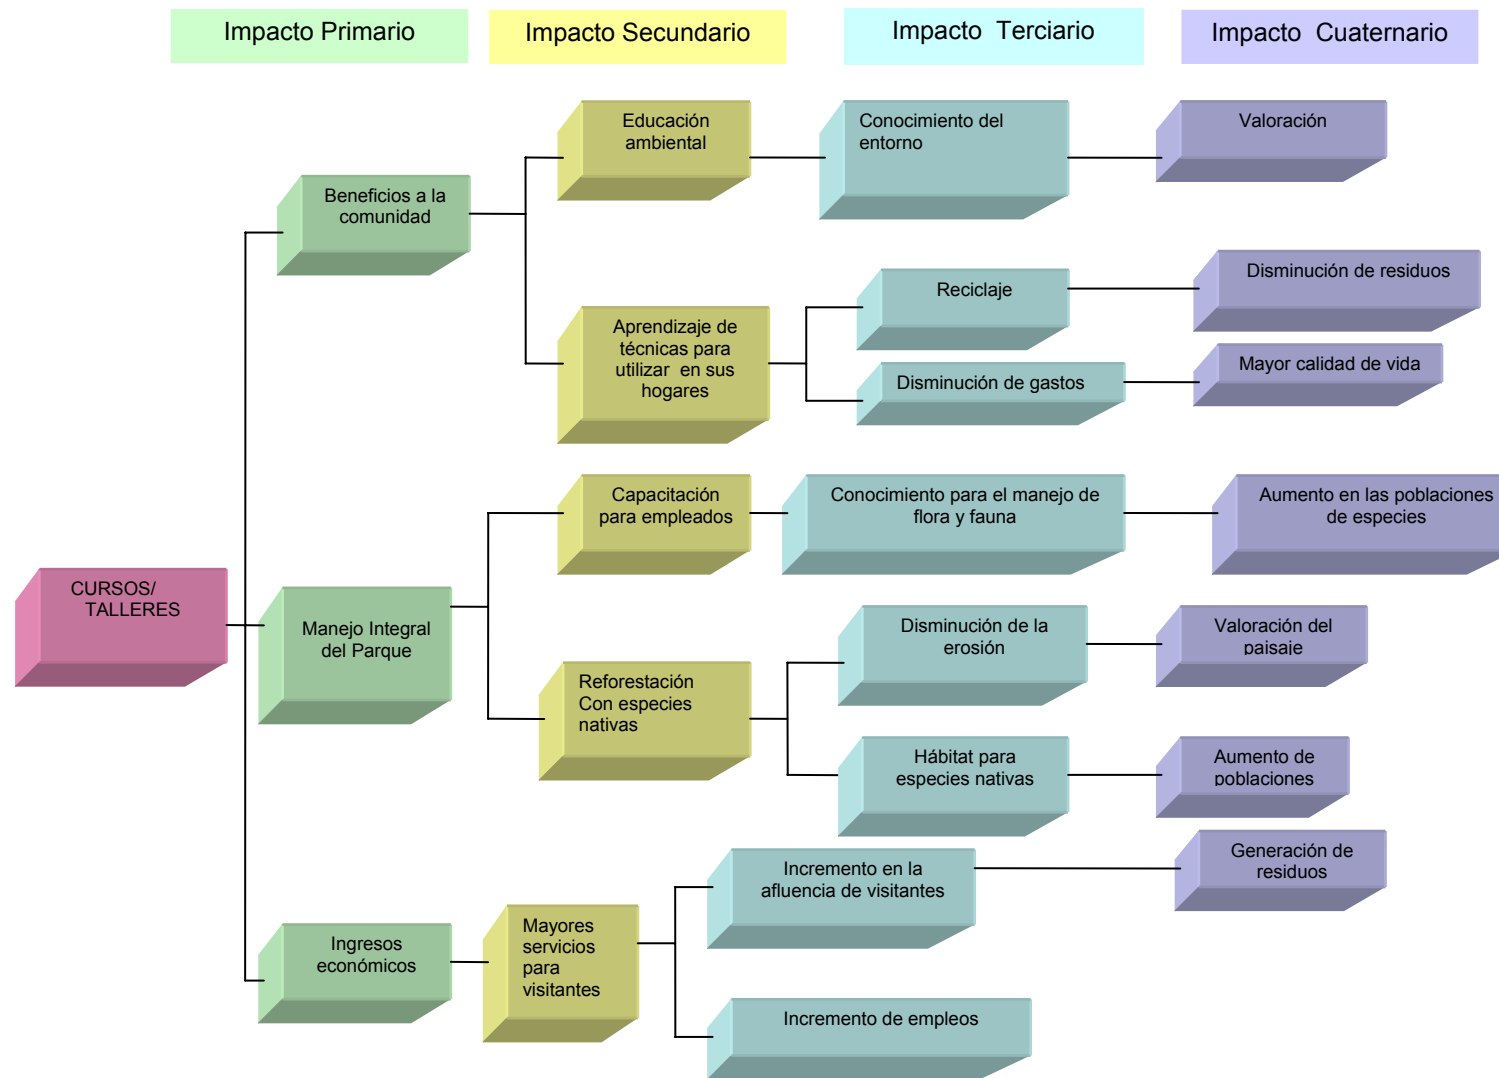 Impacto Primario
Impacto Secundario
Impacto Terciario
Impacto Cuaternario
Educación
ambiental
Conocimiento del
entorno
Valoración
Beneficios a la
comunidad
Aprendizaje de
técnicas para
utilizar en sus
hogares
Reciclaje
Disminución de residuos
Disminución de gastos
Mayor calidad de vida
Capacitación
para empleados
Conocimiento para el manejo de
flora y fauna
Aumento en las poblaciones
de especies
CURSOS/
TALLERES
Manejo Integral
del Parque
Reforestación
Con especies
nativas
Disminución de la
erosión
Valoración del
paisaje
Hábitat para
especies nativas
Aumento de
poblaciones
Ingresos
económicos
Mayores
servicios
para
visitantes
Incremento en la
afluencia de visitantes
Generación de
residuos
Incremento de empleos